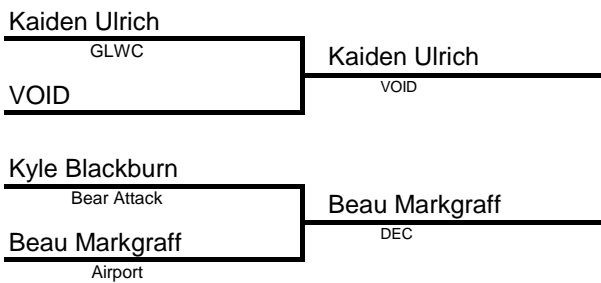 Kaiden Ulrich
GLWC
Kaiden Ulrich
VOID
VOID
Kyle Blackburn
Bear Attack
Beau Markgraff
DEC
Beau Markgraff
Airport